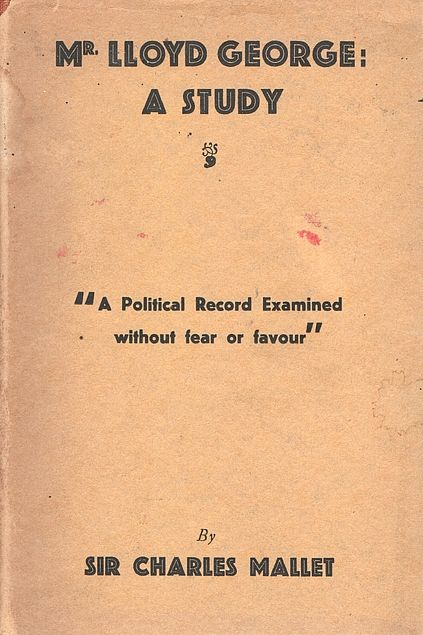 Mr. LLOYD GEORGE:
A STUDY
"A Political Record Examined
without fear or favour"
By
SIR CHARLES MALLET